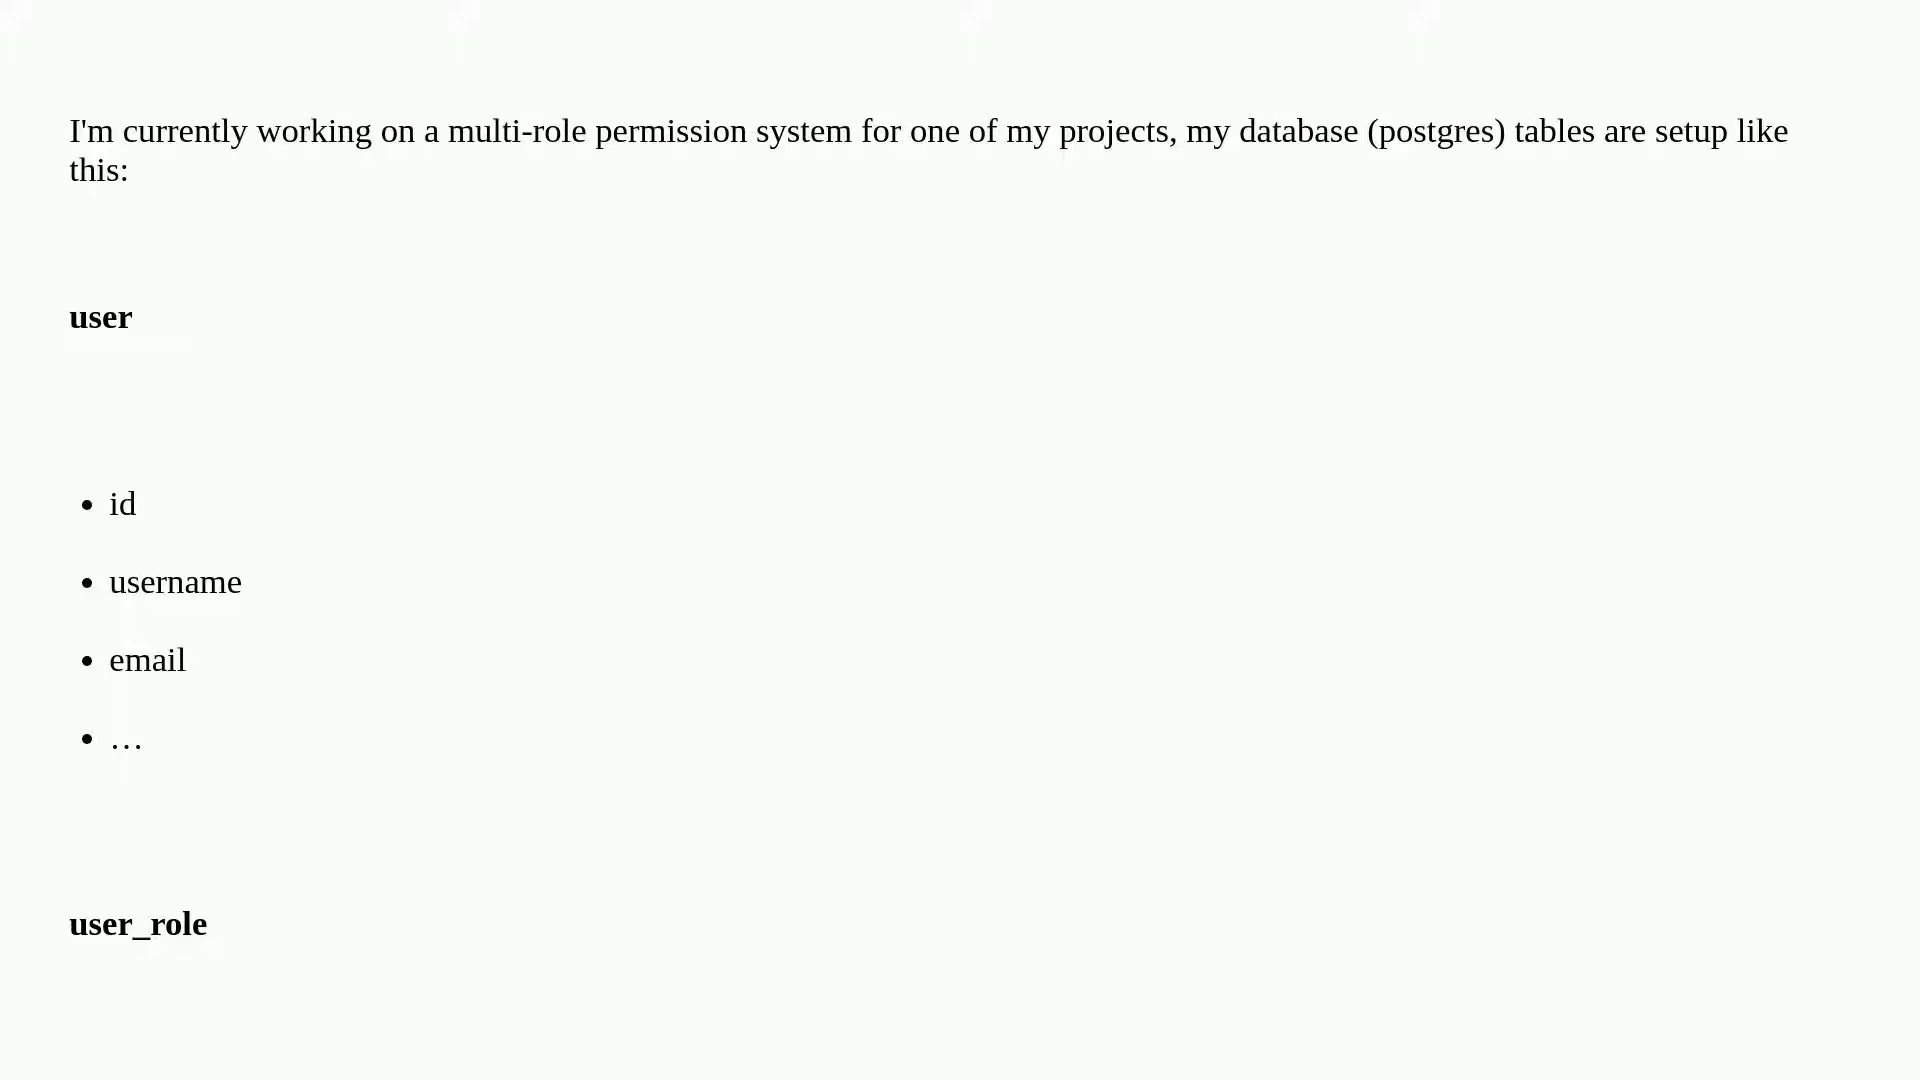 I'm currently working on a multi-role permission system for one of my projects, my database (postgres) tables are setup like
this:
user
• id
• username
• email
• …
user_role